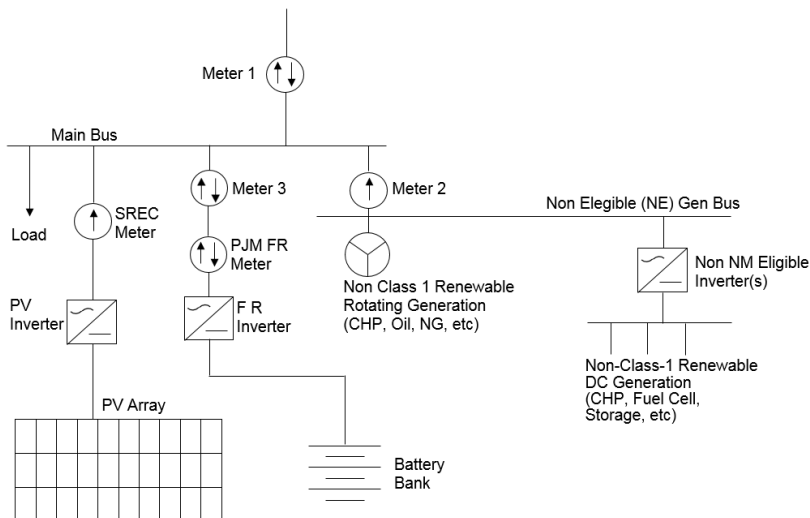 Meter 1
Main Bus
Meter 3
Meter 2
Load
SREC
Meter
PJM FR
Meter
Non Elegible (NE) Gen Bus
Non NM Eligible
Inverter(s)
PV
Inverter
F R
Inverter
Non Class 1 Renewable
Rotating Generation
(CHP, Oil, NG, etc)
Non-Class-1 Renewable
DC Generation
(CHP, Fuel Cell,
Storage, etc)
PV Array
Battery
Bank